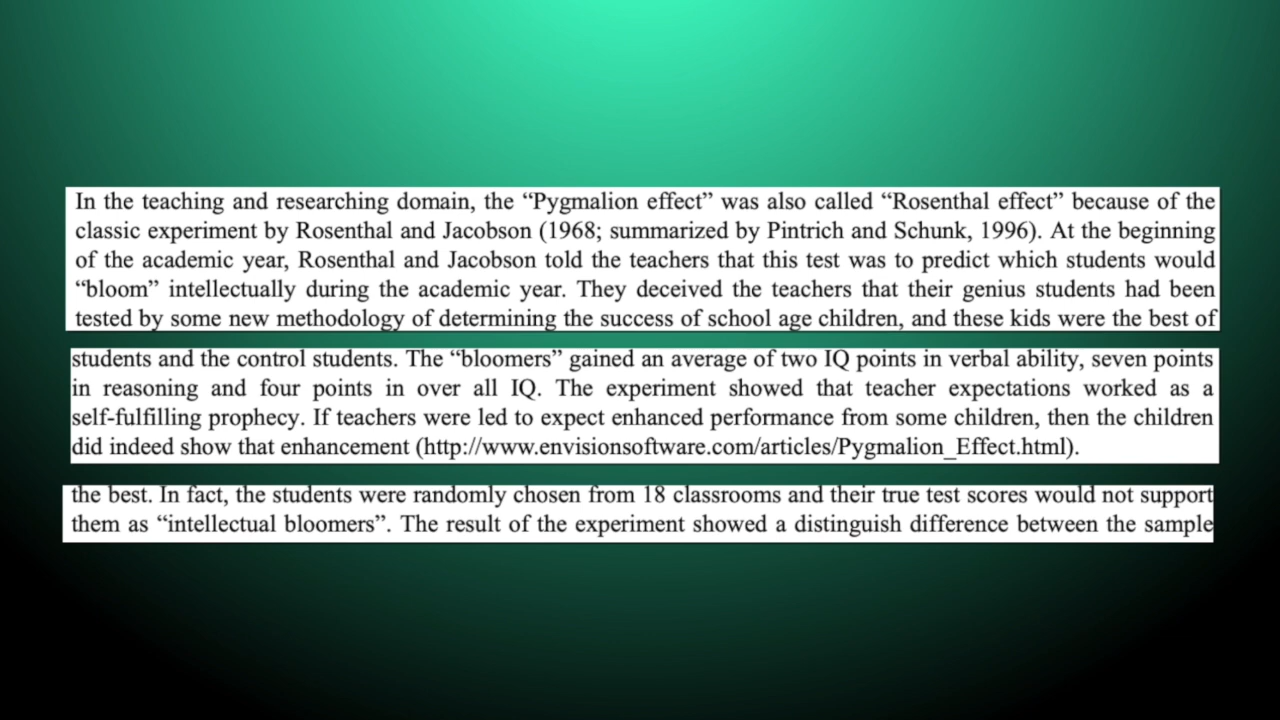 In the teaching and researching domain, the “Pygmalion effect” was also called “Rosenthal effect” because of the
classic experiment by Rosenthal and Jacobson (1968; summarized by Pintrich and Schunk, 1996). At the beginning
of the academic year, Rosenthal and Jacobson told the teachers that this test was to predict which students would
“bloom” intellectually during the academic year. They deceived the teachers that their genius students had been
tested by some new methodology of determining the success of school age children, and these kids were the best of
students and the control students. The “bloomers” gained an average of two IQ points in verbal ability, seven points
in reasoning and four points in over all IQ. The experiment showed that teacher expectations worked as a
self-fulfilling prophecy. If teachers were led to expect enhanced performance from some children, then the children
did indeed show that enhancement (http://www.envisionsoftware.com/articles/Pygmalion_Effect.html).
the best. In fact, the students were randomly chosen from 18 classrooms and their true test scores would not support
them as “intellectual bloomers”. The result of the experiment showed a distinguish difference between the sample